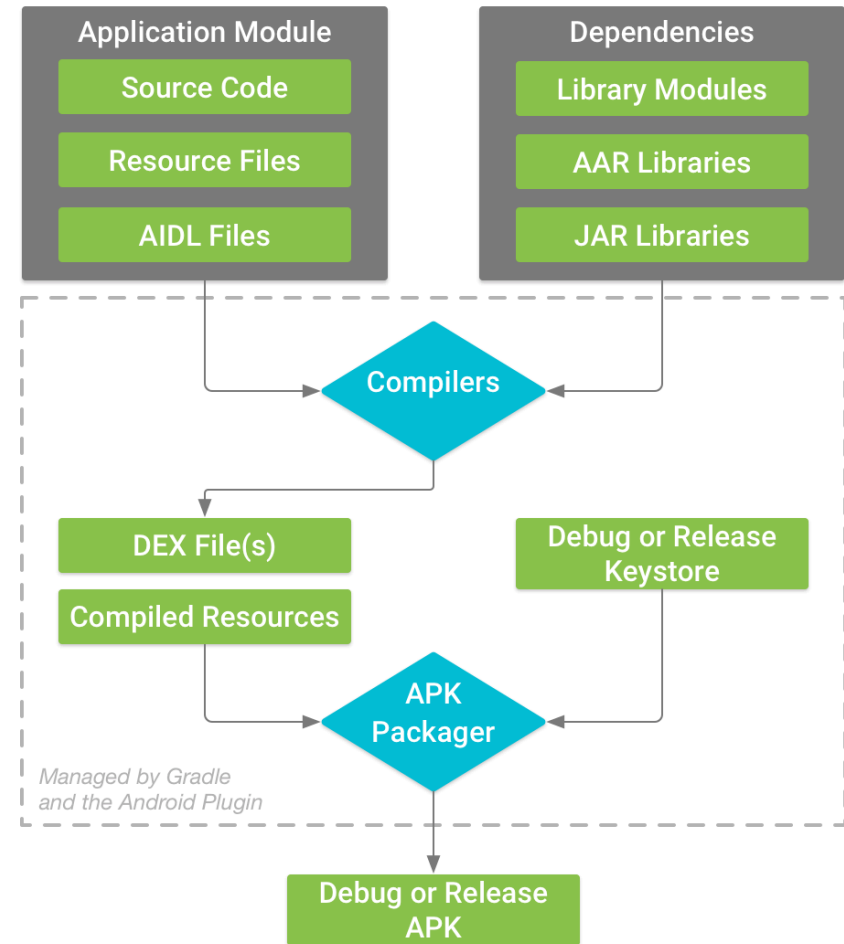 Application Module
Source Code
Resource Files
AIDL Files
Dependencies
Library Modules
AAR Libraries
JAR Libraries
Compilers
DEX File(s)
Compiled Resources
Debug or Release
Keystore
APK
Packager
Managed by Gradle
and the Android Plugin
Debug or Release
APK